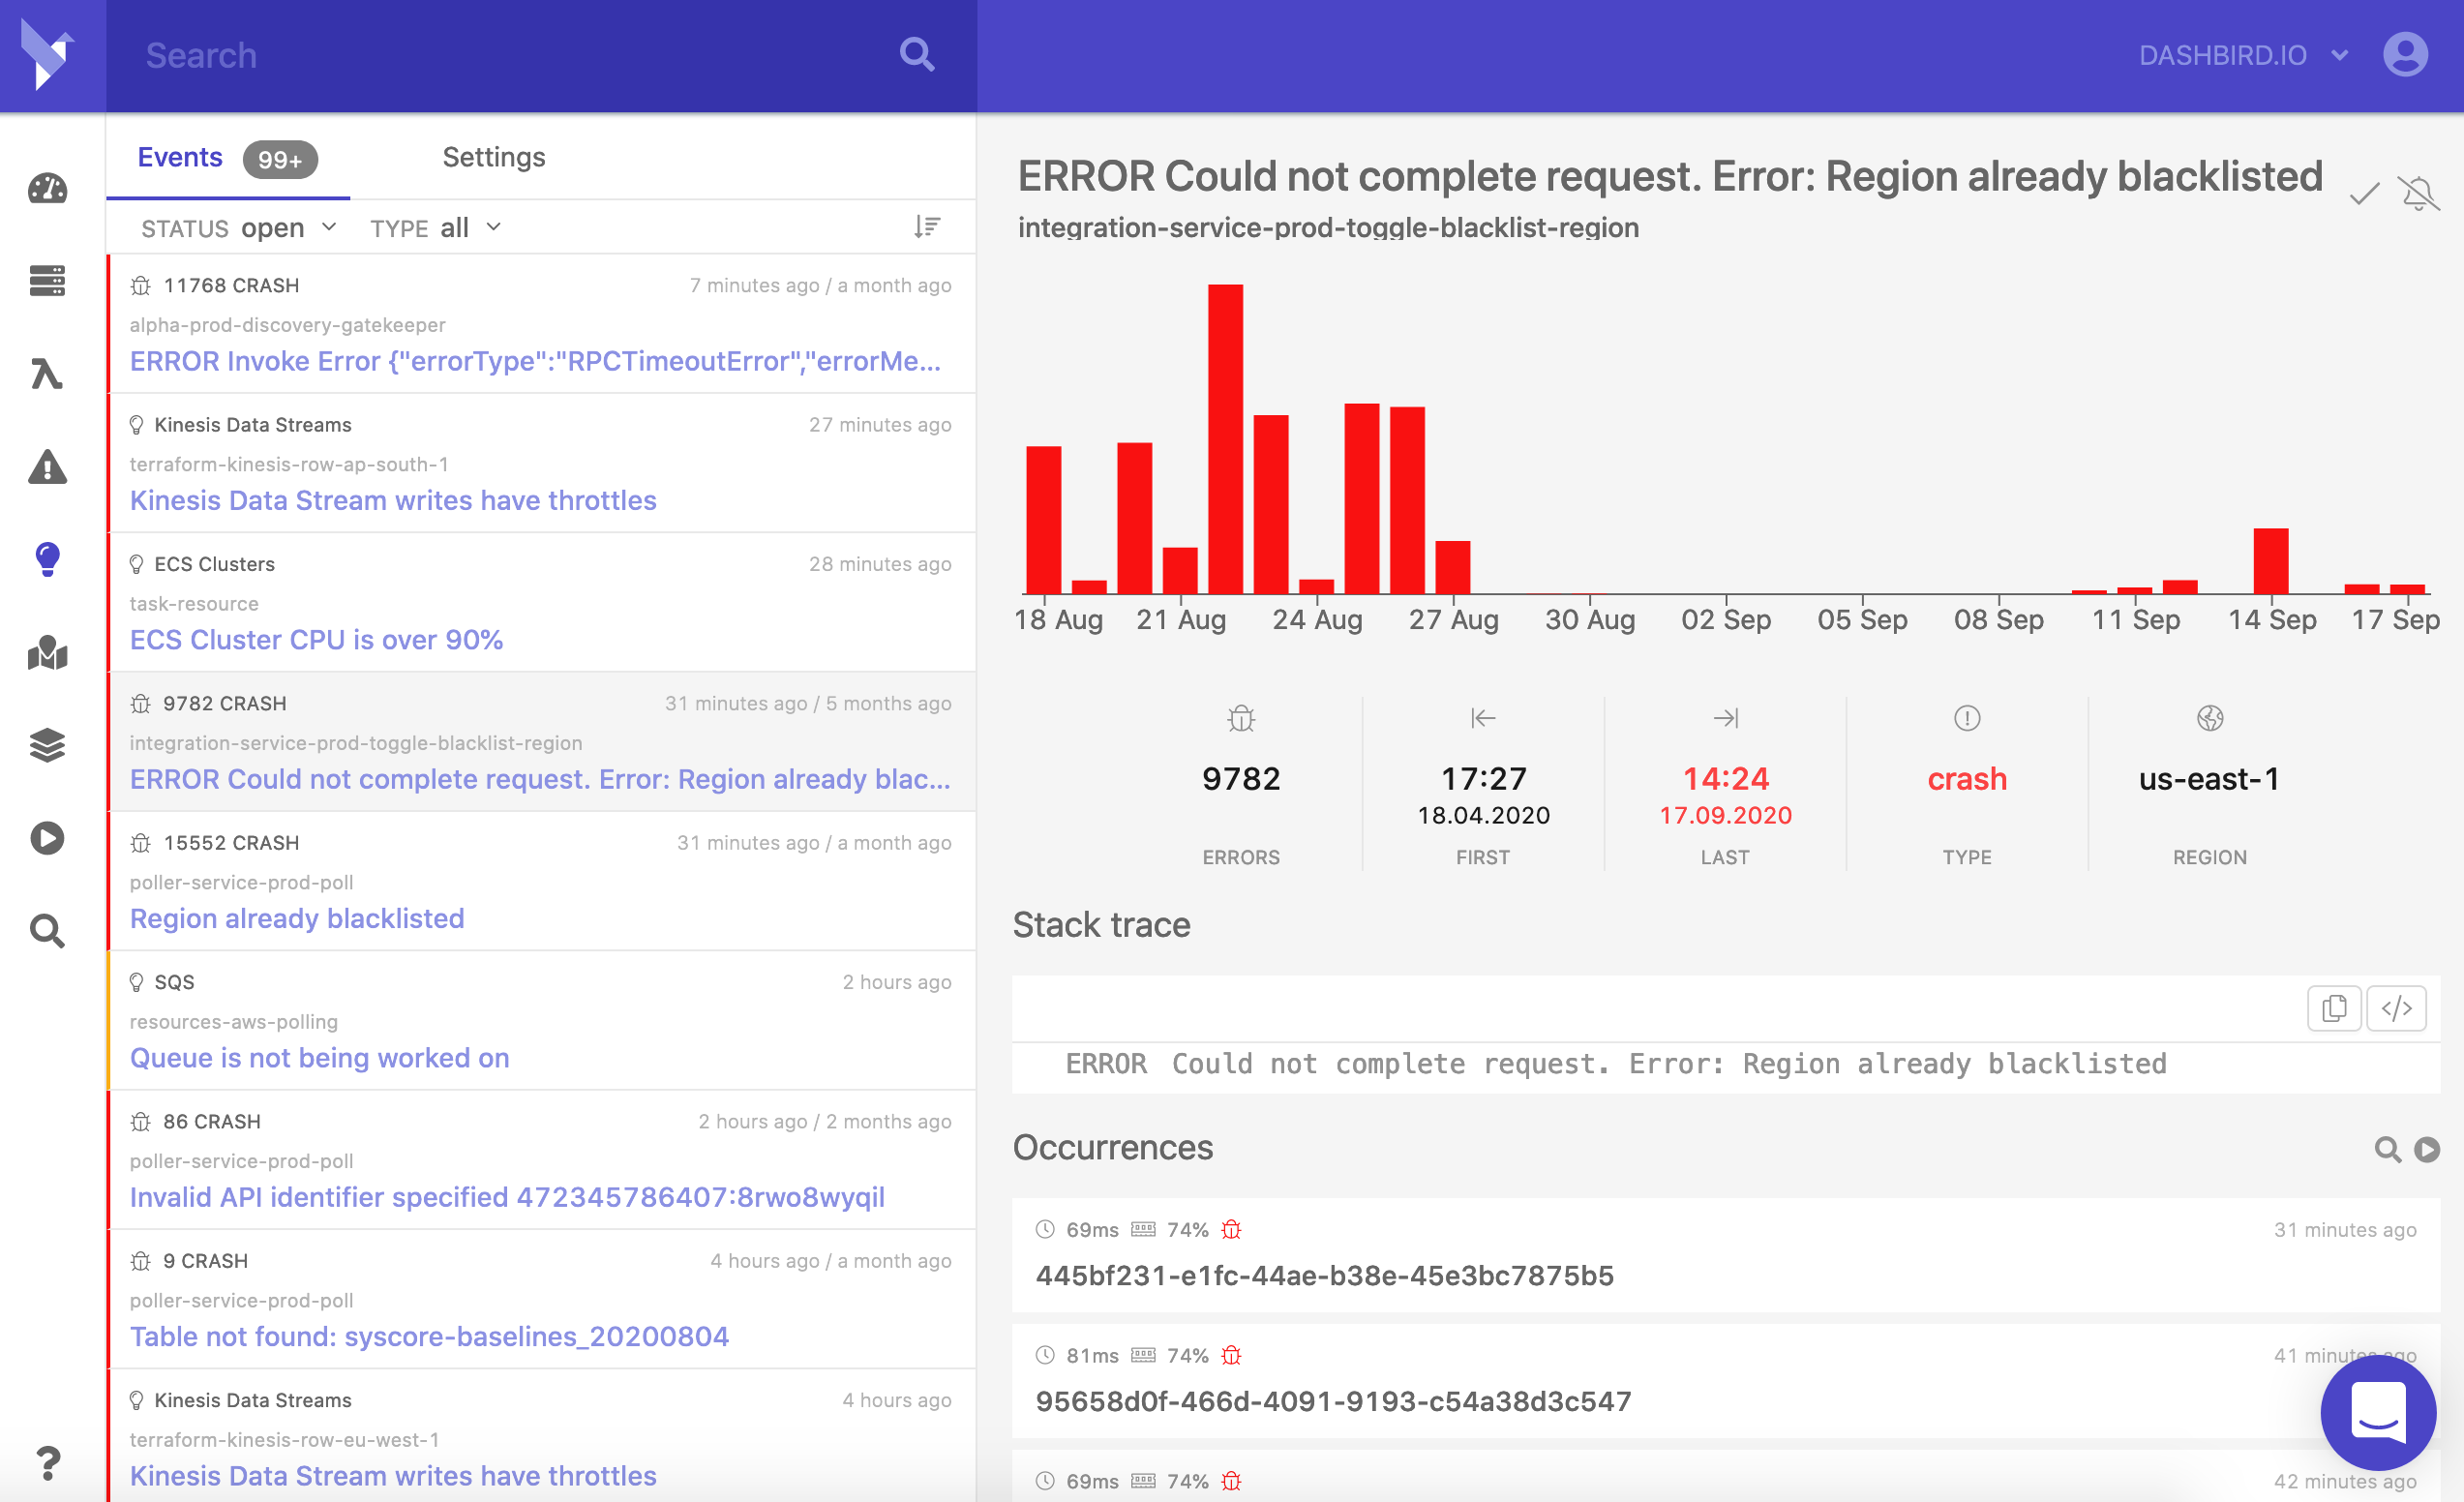 Search
DASHBIRD.IO
Events 99+ Settings
STATUS open TYPE all
11768 CRASH 7 minutes ago / a month ago
alpha-prod-discovery-gatekeeper
ERROR Invoke Error {"errorType":"RPCTimeoutError","errorMe...
Kinesis Data Streams 27 minutes ago
terraform-kinesis-row-ap-south-1
Kinesis Data Stream writes have throttles
ECS Clusters 28 minutes ago
task-resource
ECS Cluster CPU is over 90%
9782 CRASH 31 minutes ago / 5 months ago
integration-service-prod-toggle-blacklist-region
ERROR Could not complete request. Error: Region already blac...
15552 CRASH 31 minutes ago / a month ago
poller-service-prod-poll
Region already blacklisted
SQS 2 hours ago
resources-aws-polling
Queue is not being worked on
86 CRASH 2 hours ago / 2 months ago
poller-service-prod-poll
Invalid API identifier specified 472345786407:8rwo8wyqil
9 CRASH 4 hours ago / a month ago
poller-service-prod-poll
Table not found: syscore-baselines_20200804
Kinesis Data Streams 4 hours ago
terraform-kinesis-row-eu-west-1
Kinesis Data Stream writes have throttles
?
ERROR Could not complete request. Error: Region already blacklisted
integration-service-prod-toggle-blacklist-region
18 Aug 21 Aug 24 Aug 27 Aug 30 Aug 02 Sep 05 Sep 08 Sep 11 Sep 14 Sep 17 Sep
9782 17:27 14:24 crash us-east-1
18.04.2020 17.09.2020
ERRORS FIRST LAST TYPE REGION
Stack trace
</>
ERROR Could not complete request. Error: Region already blacklisted
Occurrences
69ms 74% 31 minutes ago
445bf231-e1fc-44ae-b38e-45e3bc7875b5
81ms 74% 41 minutes ago
95658d0f-466d-4091-9193-c54a38d3c547
69ms 74% 42 minutes ago